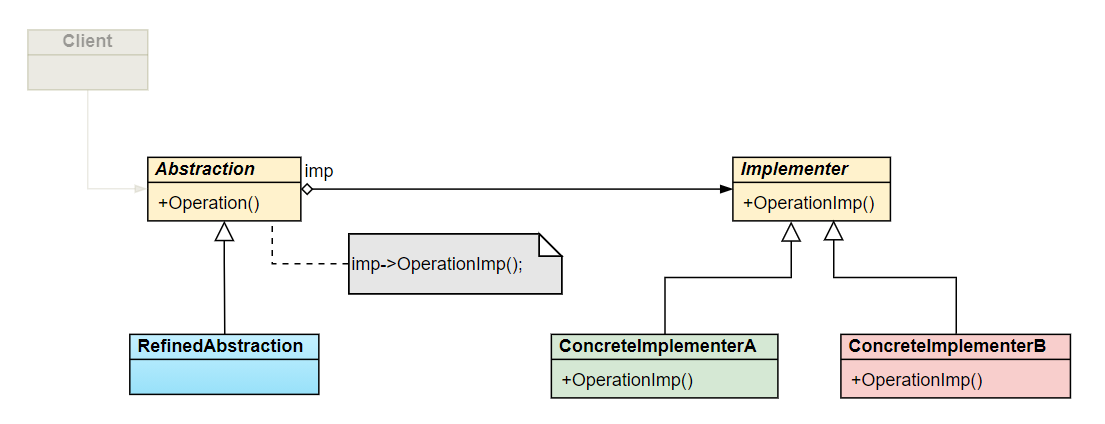 Client
Abstraction
+Operation()
imp
Implementer
+OperationImp()
imp->OperationImp();
RefinedAbstraction
ConcreteImplementerA
+OperationImp()
ConcreteImplementerB
+OperationImp()